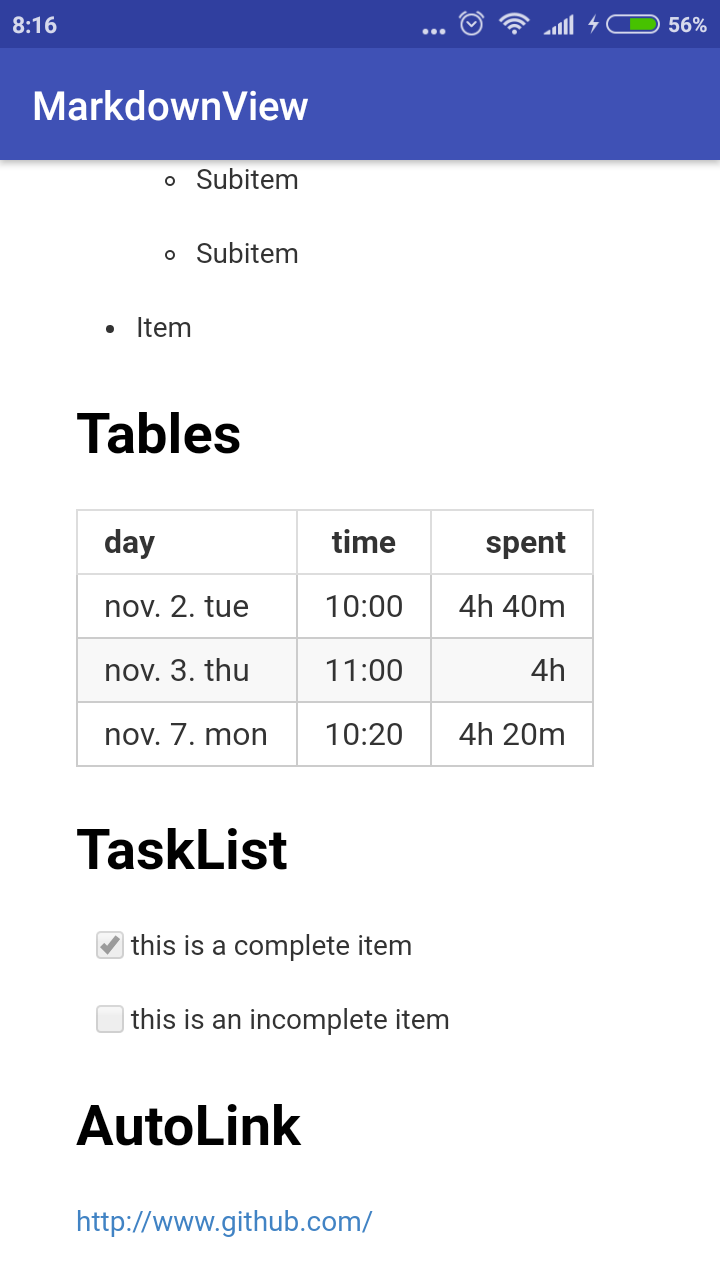 8:16 56%
MarkdownView
Subitem
Subitem
Item
Tables
day time spent
nov. 2. tue 10:00 4h 40m
nov. 3. thu 11:00 4h
nov. 7. mon 10:20 4h 20m
TaskList
this is a complete item
this is an incomplete item
AutoLink
http://www.github.com/